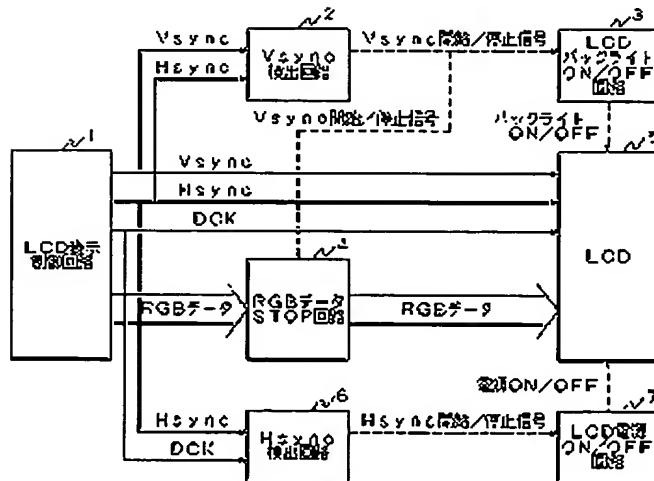 2
3
Vsync
Hsync
Vsync
検出回路
Vsync開始/停止信号
LCD
バックライト
ON/OFF
回路
Vsync開始/停止信号
バックライト
ON/OFF
1
5
Vsync
Hsync
DCK
LCD表示
制御回路
LCD
RGBデータ
RGBデータ
STOP回路
RGBデータ
電源ON/OFF
6
7
Hsync
DCK
Hsync
検出回路
Hsync開始/停止信号
LCD電源
ON/OFF
回路